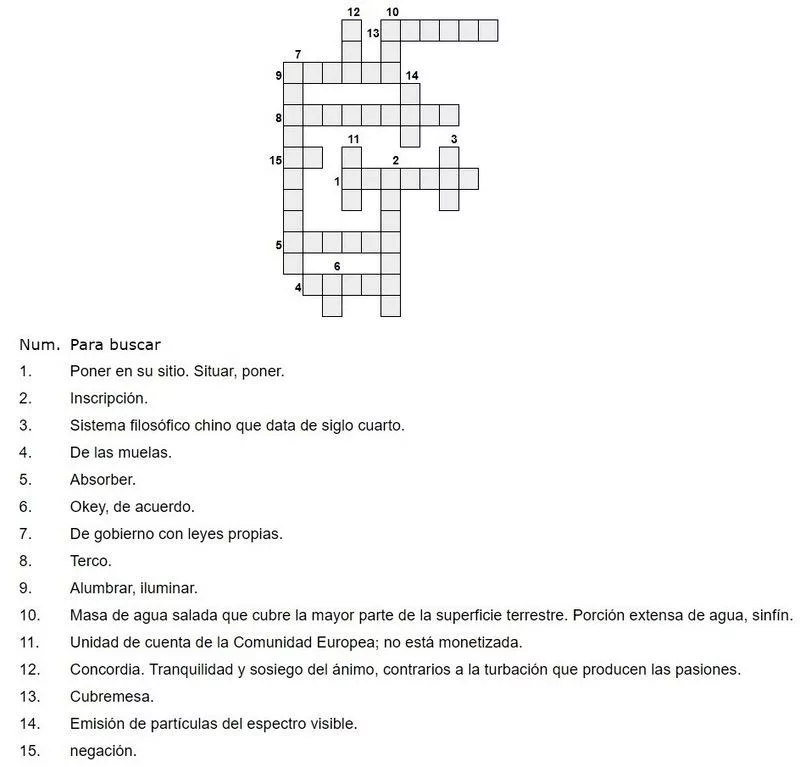 12 10
13
7
9 14
8
11 3
15 2
1
5
6
4
Num. Para buscar
1. Poner en su sitio. Situar, poner.
2. Inscripción.
3. Sistema filosófico chino que data de siglo cuarto.
4. De las muelas.
5. Absorber.
6. Okey, de acuerdo.
7. De gobierno con leyes propias.
8. Terco.
9. Alumbrar, iluminar.
10. Masa de agua salada que cubre la mayor parte de la superficie terrestre. Porción extensa de agua, sinfín.
11. Unidad de cuenta de la Comunidad Europea; no está monetizada.
12. Concordia. Tranquilidad y sosiego del ánimo, contrarios a la turbación que producen las pasiones.
13. Cubremesa.
14. Emisión de partículas del espectro visible.
15. negación.